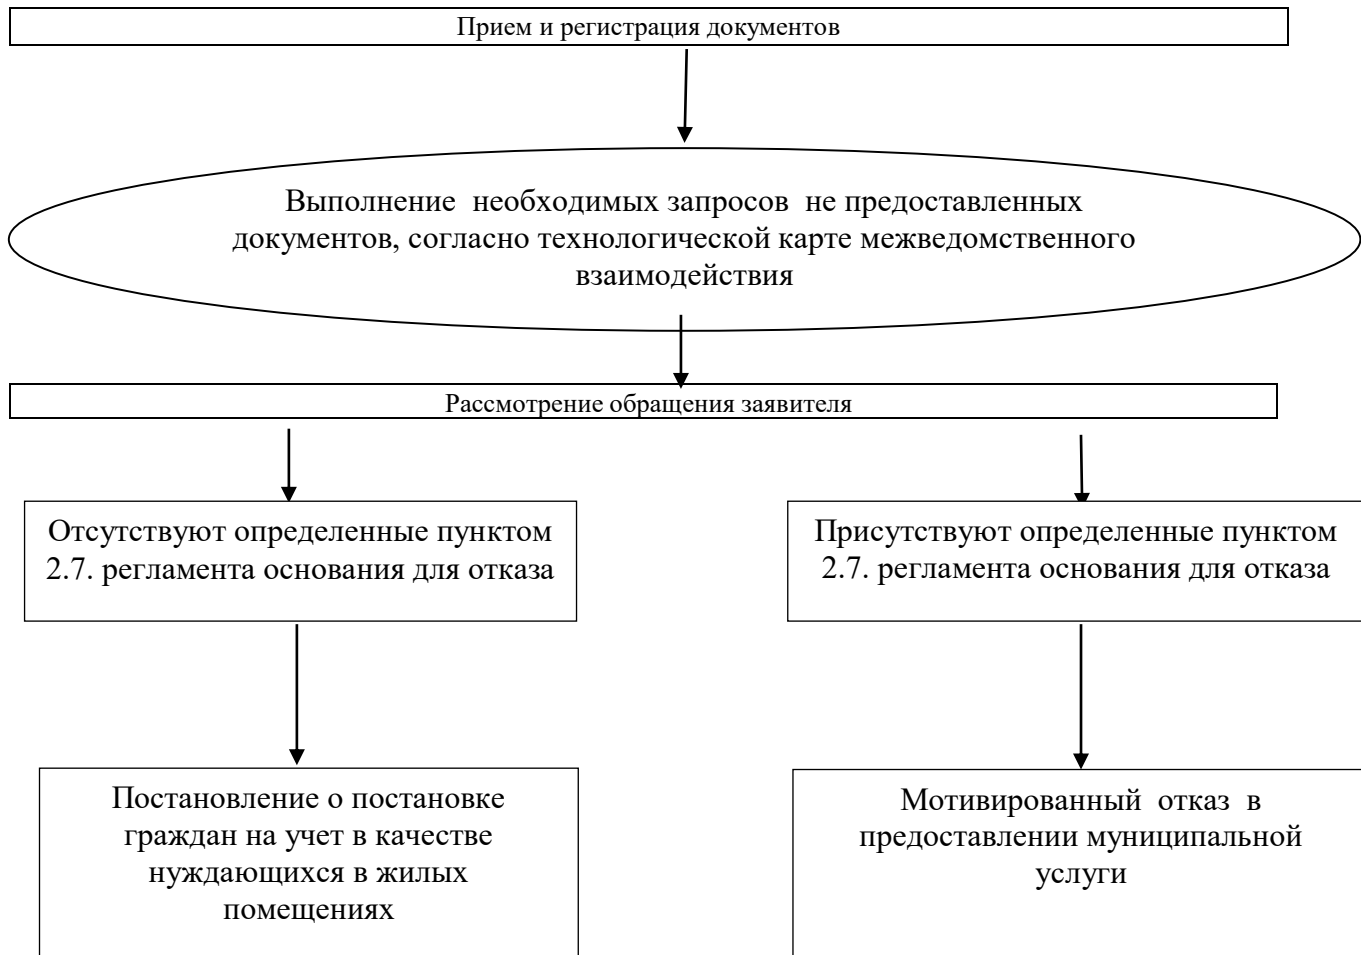 Прием и регистрация документов
Выполнение необходимых запросов не предоставленных
документов, согласно технологической карте межведомственного
взаимодействия
Рассмотрение обращения заявителя
Отсутствуют определенные пунктом
2.7. регламента основания для отказа
Присутствуют определенные пунктом
2.7. регламента основания для отказа
Постановление о постановке
граждан на учет в качестве
нуждающихся в жилых
помещениях
Мотивированный отказ в
предоставлении муниципальной
услуги